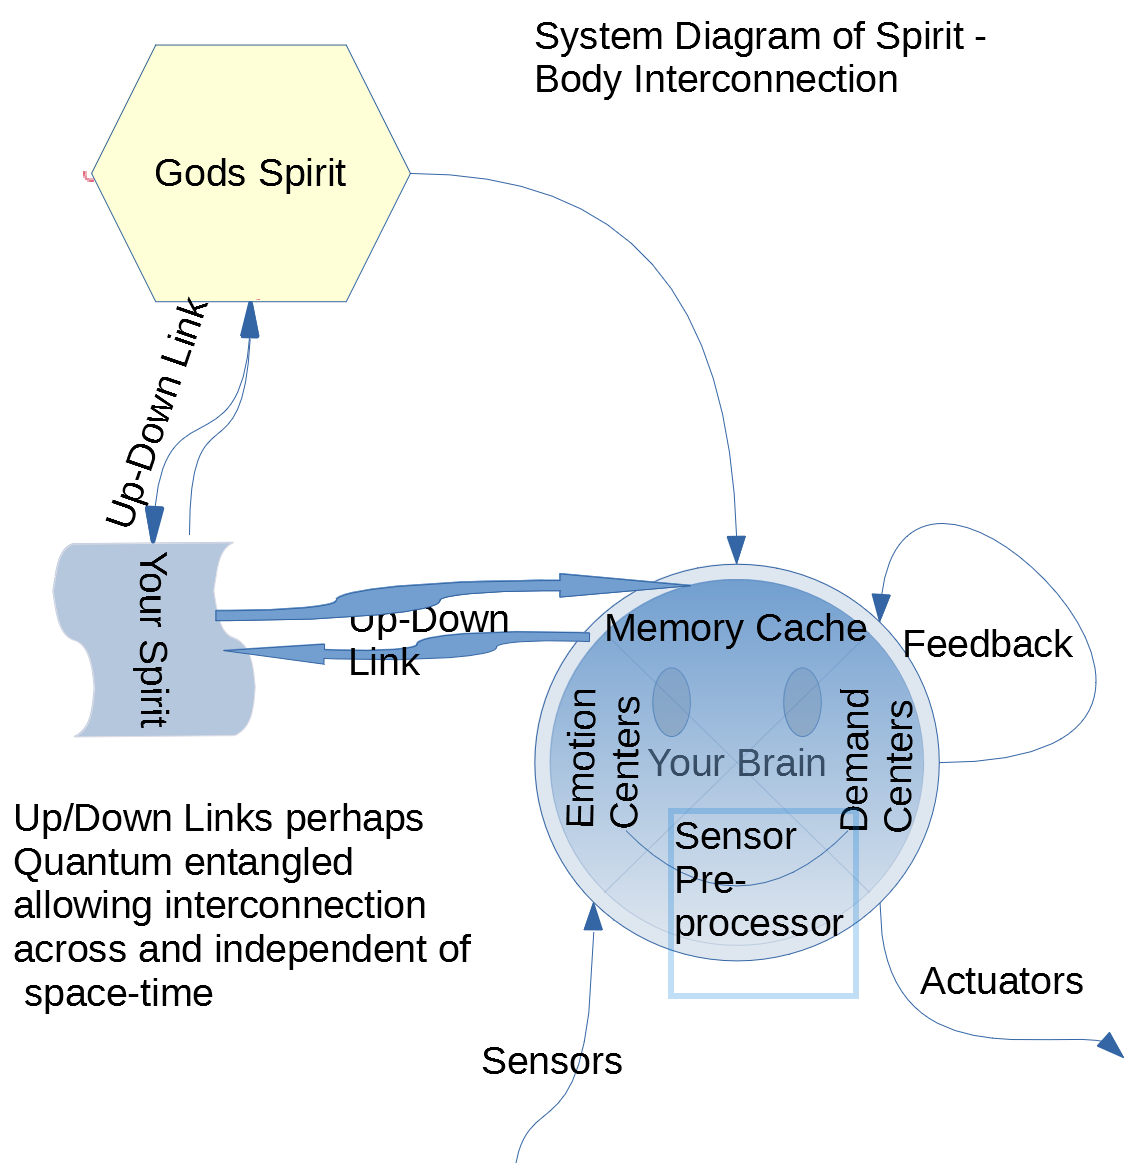 System Diagram of Spirit -
Body Interconnection
Gods Spirit
Up-Down Link
Your Spirit
Up-Down
Link
Memory Cache
Feedback
Emotion
Centers
Your Brain
Demand
Centers
Sensor
Pre-
processor
Up/Down Links perhaps
Quantum entangled
allowing interconnection
across and independent of
space-time
Actuators
Sensors